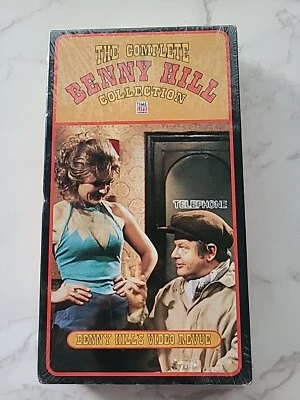 THE COMPLETE
BENNY HILL
COLLECTION
TELEPHONE
BENNY HILL'S VIDEO REVUE